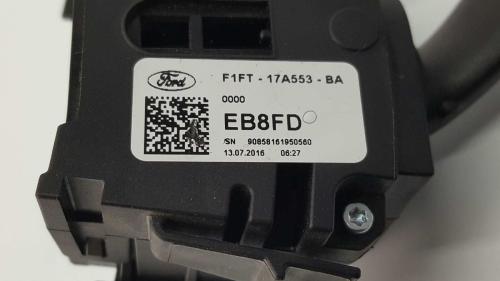 Ford
F1FT - 17A553 - BA
0000
EB8FD
/SN 90858161950560
13.07.2016 06:27